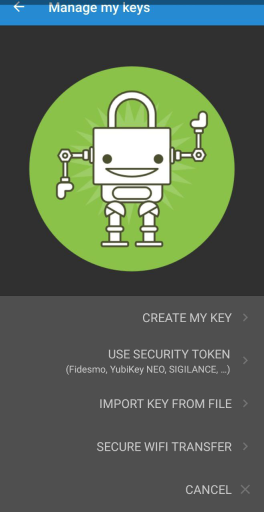 Manage my keys
CREATE MY KEY
USE SECURITY TOKEN
(Fidesmo, YubiKey NEO, SIGILANCE, …)
IMPORT KEY FROM FILE
SECURE WIFI TRANSFER
CANCEL